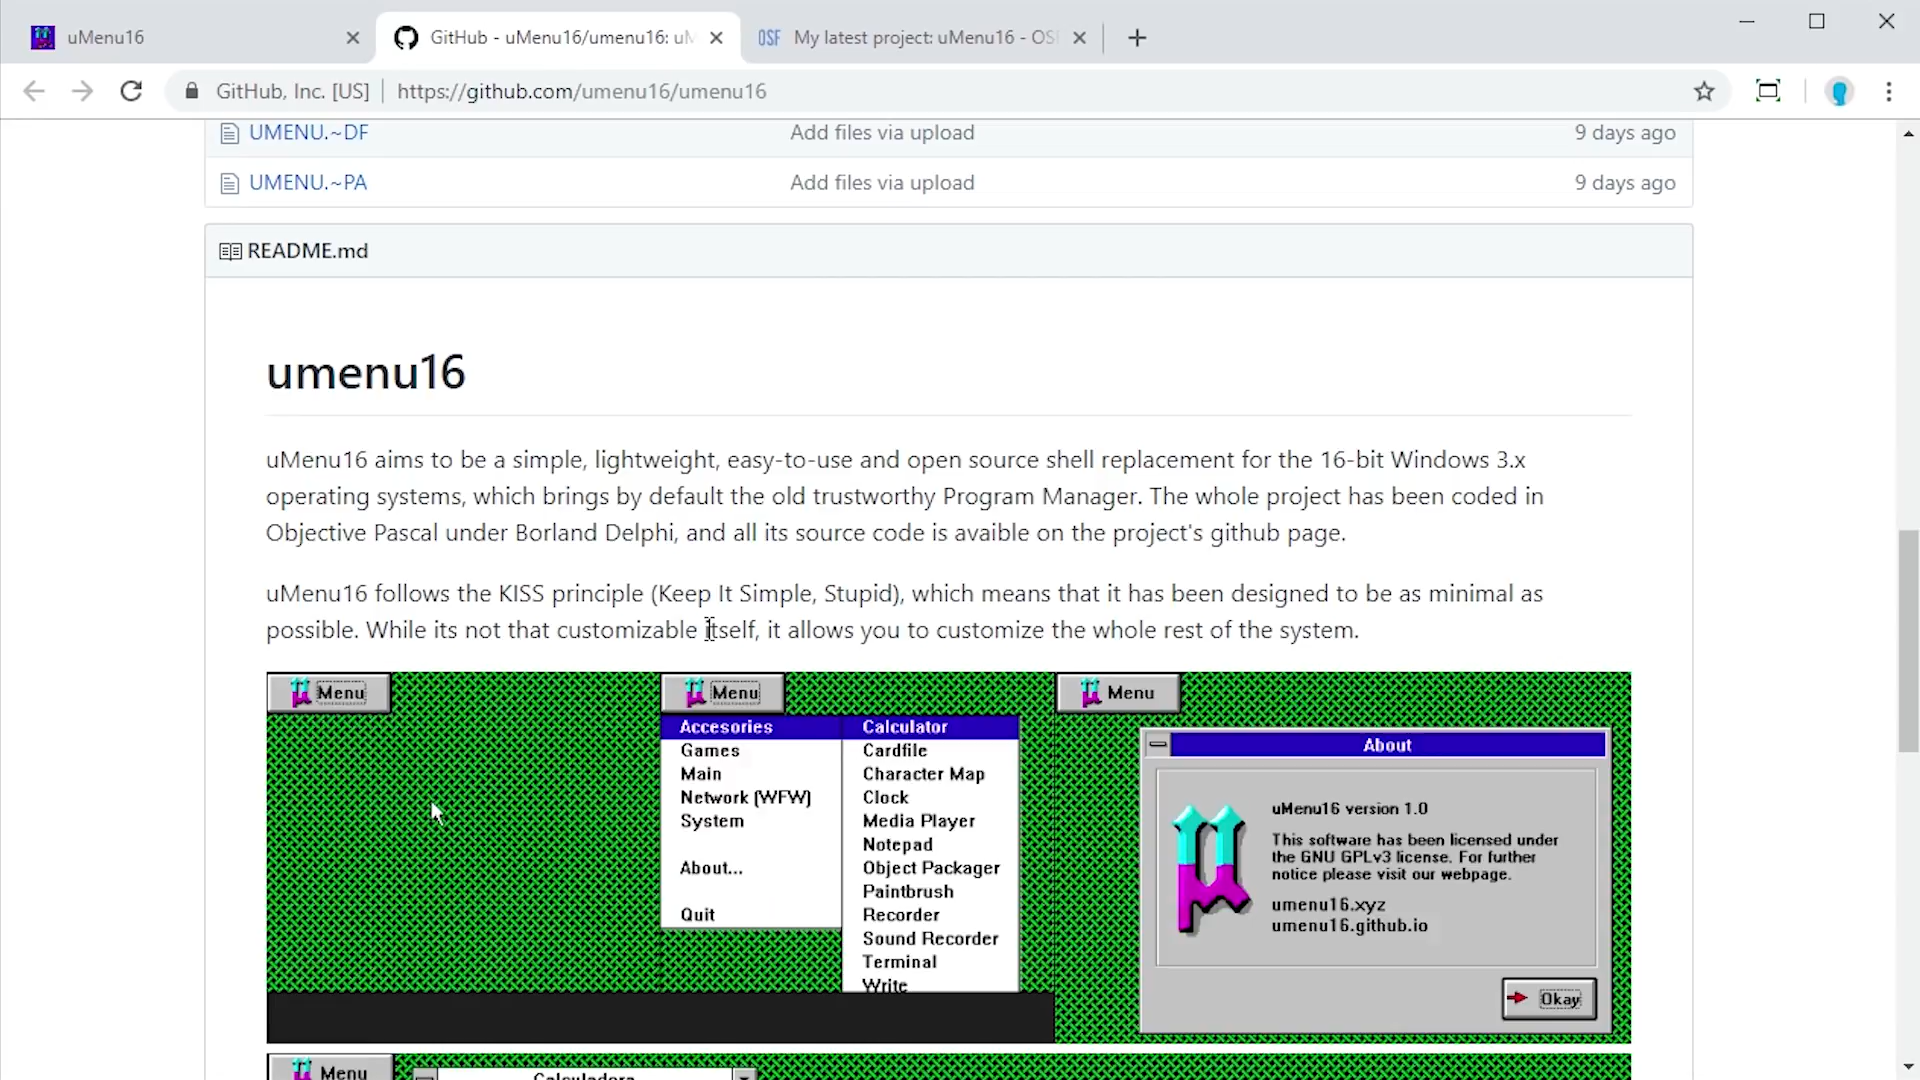 uMenu16
GitHub - uMenu16/umenu16: uM
OSF My latest project: uMenu16 - OSF
GitHub, Inc. [US]
https://github.com/umenu16/umenu16
UMENU.~DF Add files via upload 9 days ago
UMENU.~PA Add files via upload 9 days ago
README.md
umenu16
uMenu16 aims to be a simple, lightweight, easy-to-use and open source shell replacement for the 16-bit Windows 3.x
operating systems, which brings by default the old trustworthy Program Manager. The whole project has been coded in
Objective Pascal under Borland Delphi, and all its source code is avaible on the project's github page.
uMenu16 follows the KISS principle (Keep It Simple, Stupid), which means that it has been designed to be as minimal as
possible. While its not that customizable itself, it allows you to customize the whole rest of the system.
Menu
Menu
Accesories
Games
Main
Network (WFW)
System
About...
Quit
Calculator
Cardfile
Character Map
Clock
Media Player
Notepad
Object Packager
Paintbrush
Recorder
Sound Recorder
Terminal
Write
Menu
About
uMenu16 version 1.0
This software has been licensed under
the GNU GPLv3 license. For further
notice please visit our webpage.
umenu16.xyz
umenu16.github.io
Okay
Menu
Calculadora